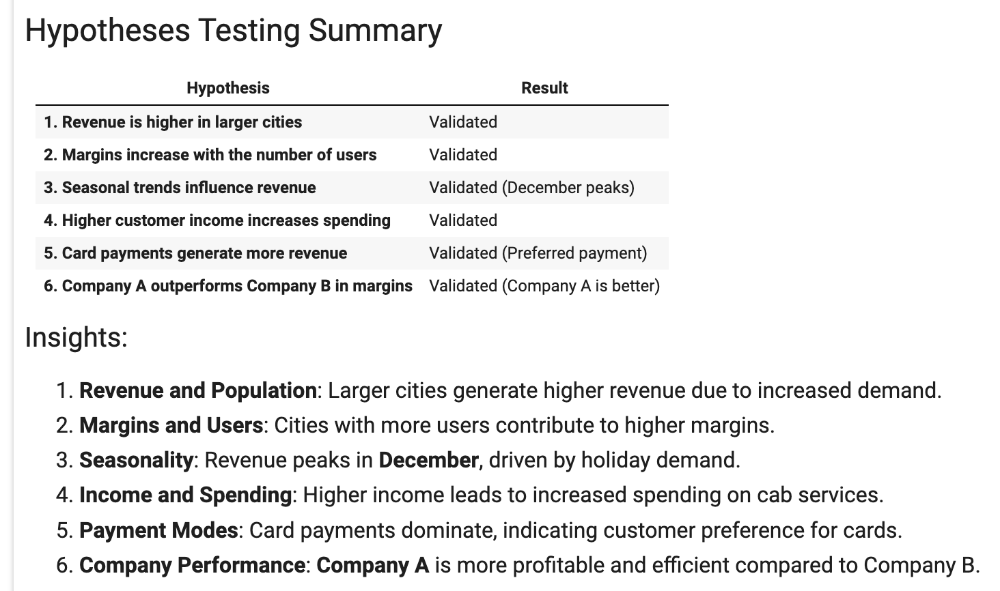 Hypotheses Testing Summary
Hypothesis Result
1. Revenue is higher in larger cities Validated
2. Margins increase with the number of users Validated
3. Seasonal trends influence revenue Validated (December peaks)
4. Higher customer income increases spending Validated
5. Card payments generate more revenue Validated (Preferred payment)
6. Company A outperforms Company B in margins Validated (Company A is better)
Insights:
1. Revenue and Population: Larger cities generate higher revenue due to increased demand.
2. Margins and Users: Cities with more users contribute to higher margins.
3. Seasonality: Revenue peaks in December, driven by holiday demand.
4. Income and Spending: Higher income leads to increased spending on cab services.
5. Payment Modes: Card payments dominate, indicating customer preference for cards.
6. Company Performance: Company A is more profitable and efficient compared to Company B.